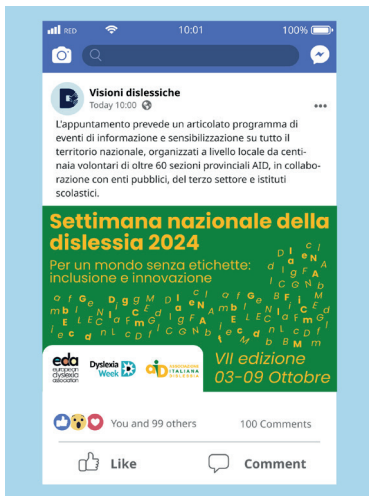 RED 10:01 100%
Visioni dislessiche
Today 10:00
L'appuntamento prevede un articolato programma di
eventi di informazione e sensibilizzazione su tutto il
territorio nazionale, organizzati a livello locale da centi-
naia volontari di oltre 60 sezioni provinciali AID, in collabo-
razione con enti pubblici, del terzo settore e istituti
scolastici.
Settimana nazionale della
dislessia 2024
Per un mondo senza etichette:
inclusione e innovazione
eda
european
dyslexia
association
Dyslexia
Week
aiD
ASSOCIAZIONE
ITALIANA
DISLESSIA
VII edizione
03-09 Ottobre
You and 99 others 100 Comments
Like Comment